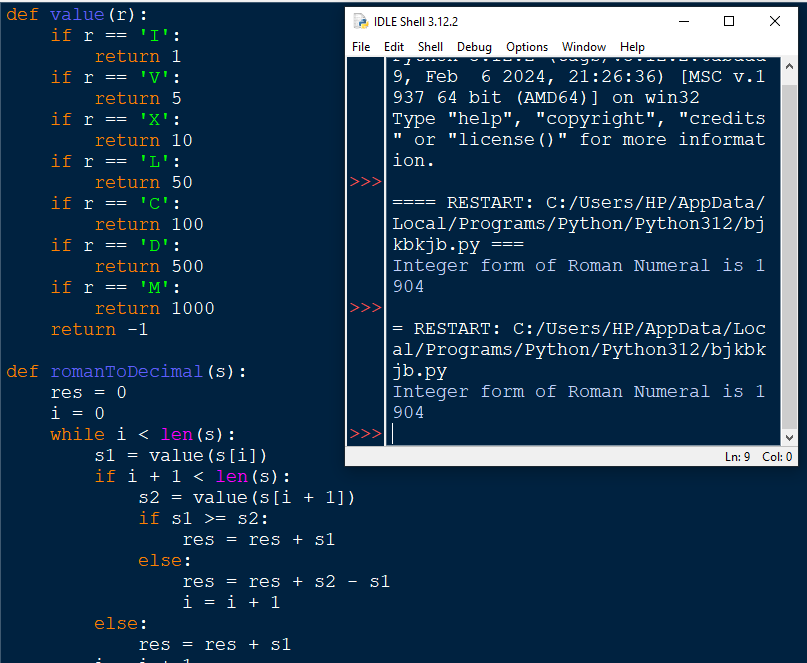 def value(r):
    if r == 'I':
        return 1
    if r == 'V':
        return 5
    if r == 'X':
        return 10
    if r == 'L':
        return 50
    if r == 'C':
        return 100
    if r == 'D':
        return 500
    if r == 'M':
        return 1000
    return -1

def romanToDecimal(s):
    res = 0
    i = 0
    while i < len(s):
        s1 = value(s[i])
        if i + 1 < len(s):
            s2 = value(s[i + 1])
            if s1 >= s2:
                res = res + s1
            else:
                res = res + s2 - s1
                i = i + 1
        else:
            res = res + s1
IDLE Shell 3.12.2
File Edit Shell Debug Options Window Help
9, Feb  6 2024, 21:26:36) [MSC v.1
937 64 bit (AMD64)] on win32
Type "help", "copyright", "credits
" or "license()" for more informat
ion.
>>>
==== RESTART: C:/Users/HP/AppData/
Local/Programs/Python/Python312/bj
kbkjb.py ===
Integer form of Roman Numeral is 1
904
>>>
= RESTART: C:/Users/HP/AppData/Loc
al/Programs/Python/Python312/bjkbk
jb.py
Integer form of Roman Numeral is 1
904
>>>
Ln: 9 Col: 0